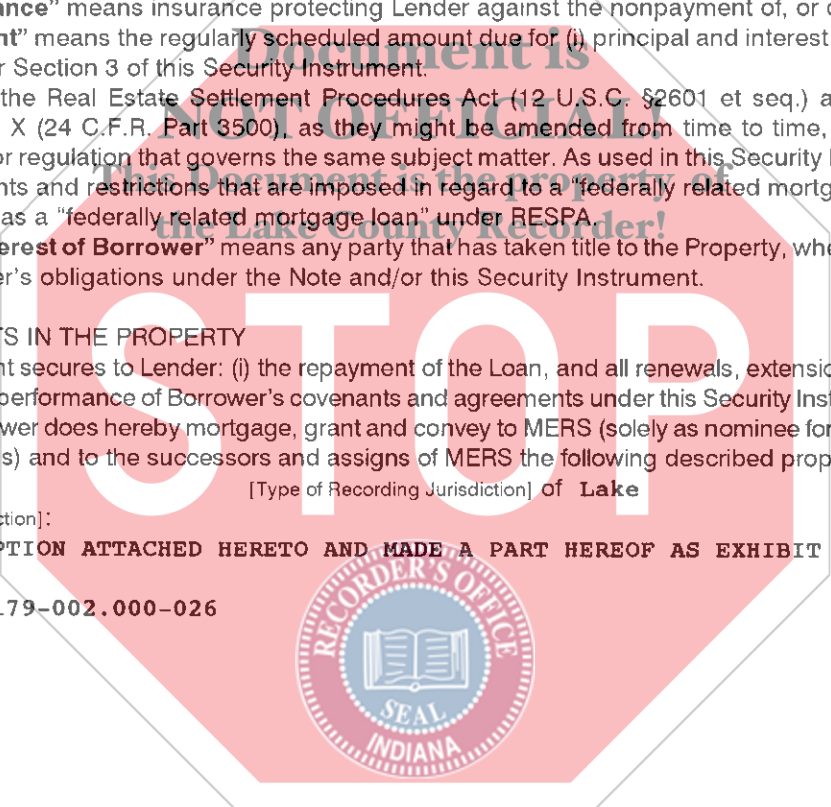 ance” means insurance protecting Lender against the nonpayment of, or d
nt” means the regularly scheduled amount due for (i) principal and interest
r Section 3 of this Security Instrument.
the Real Estate Settlement Procedures Act (12 U.S.C. §2601 et seq.) a
X (24 C.F.R. Part 3500), as they might be amended from time to time,
or regulation that governs the same subject matter. As used in this Security I
nts and restrictions that are imposed in regard to a “federally related mortg
as a “federally related mortgage loan” under RESPA.
erest of Borrower” means any party that has taken title to the Property, whe
er’s obligations under the Note and/or this Security Instrument.
TS IN THE PROPERTY
nt secures to Lender: (i) the repayment of the Loan, and all renewals, extensio
performance of Borrower’s covenants and agreements under this Security Inst
wer does hereby mortgage, grant and convey to MERS (solely as nominee for
s) and to the successors and assigns of MERS the following described prop
[Type of Recording Jurisdiction] of Lake
ction]:
PTION ATTACHED HERETO AND MADE A PART HEREOF AS EXHIBIT
179-002.000-026
Document is
NOT OFFICIAL!
This Document is the property of
the Lake County Recorder!
STOP
RECORDER'S OFFICE
SEAL
INDIANA